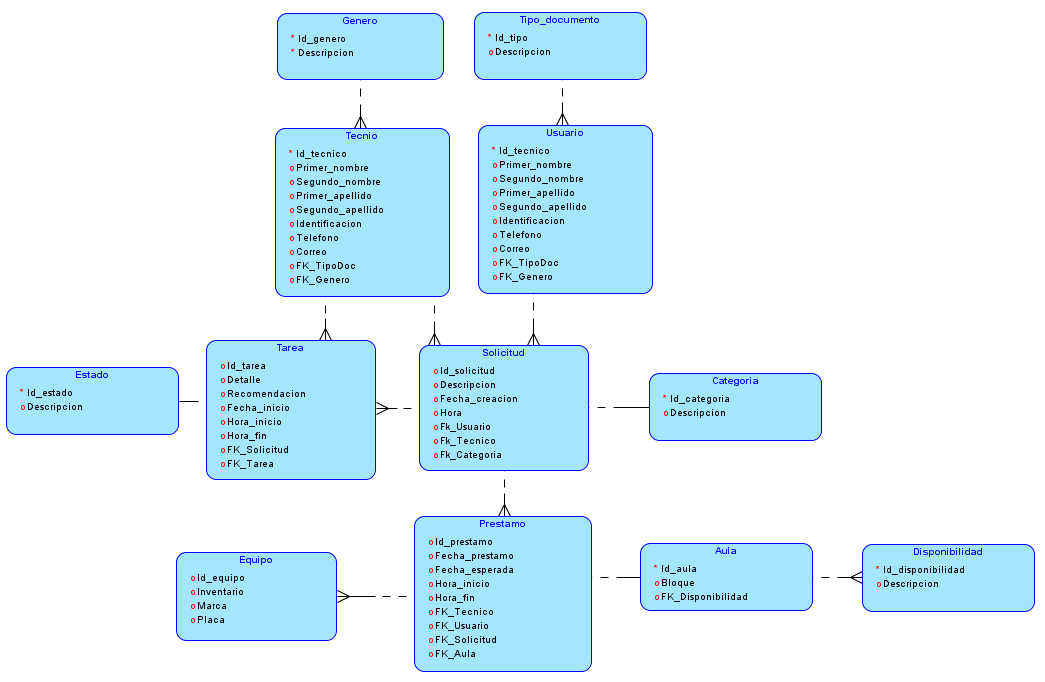 Genero
* Id_genero
* Descripcion
Tipo_documento
* Id_tipo
o Descripcion
Tecnio
* Id_tecnico
o Primer_nombre
o Segundo_nombre
o Primer_apellido
o Segundo_apellido
o Identificacion
o Telefono
o Correo
o FK_TipoDoc
o FK_Genero
Usuario
* Id_tecnico
o Primer_nombre
o Segundo_nombre
o Primer_apellido
o Segundo_apellido
o Identificacion
o Telefono
o Correo
o FK_TipoDoc
o FK_Genero
Estado
* Id_estado
o Descripcion
Tarea
o Id_tarea
o Detalle
o Recomendacion
o Fecha_inicio
o Hora_inicio
o Hora_fin
o FK_Solicitud
o FK_Tarea
Solicitud
o Id_solicitud
o Descripcion
o Fecha_creacion
o Hora
o Fk_Usuario
o Fk_Tecnico
o Fk_Categoria
Categoria
* Id_categoria
o Descripcion
Equipo
o Id_equipo
o Inventario
o Marca
o Placa
Prestamo
o Id_prestamo
o Fecha_prestamo
o Fecha_esperada
o Hora_inicio
o Hora_fin
o FK_Tecnico
o FK_Usuario
o FK_Solicitud
o FK_Aula
Aula
* Id_aula
o Bloque
o FK_Disponibilidad
Disponibilidad
* Id_disponibilidad
o Descripcion